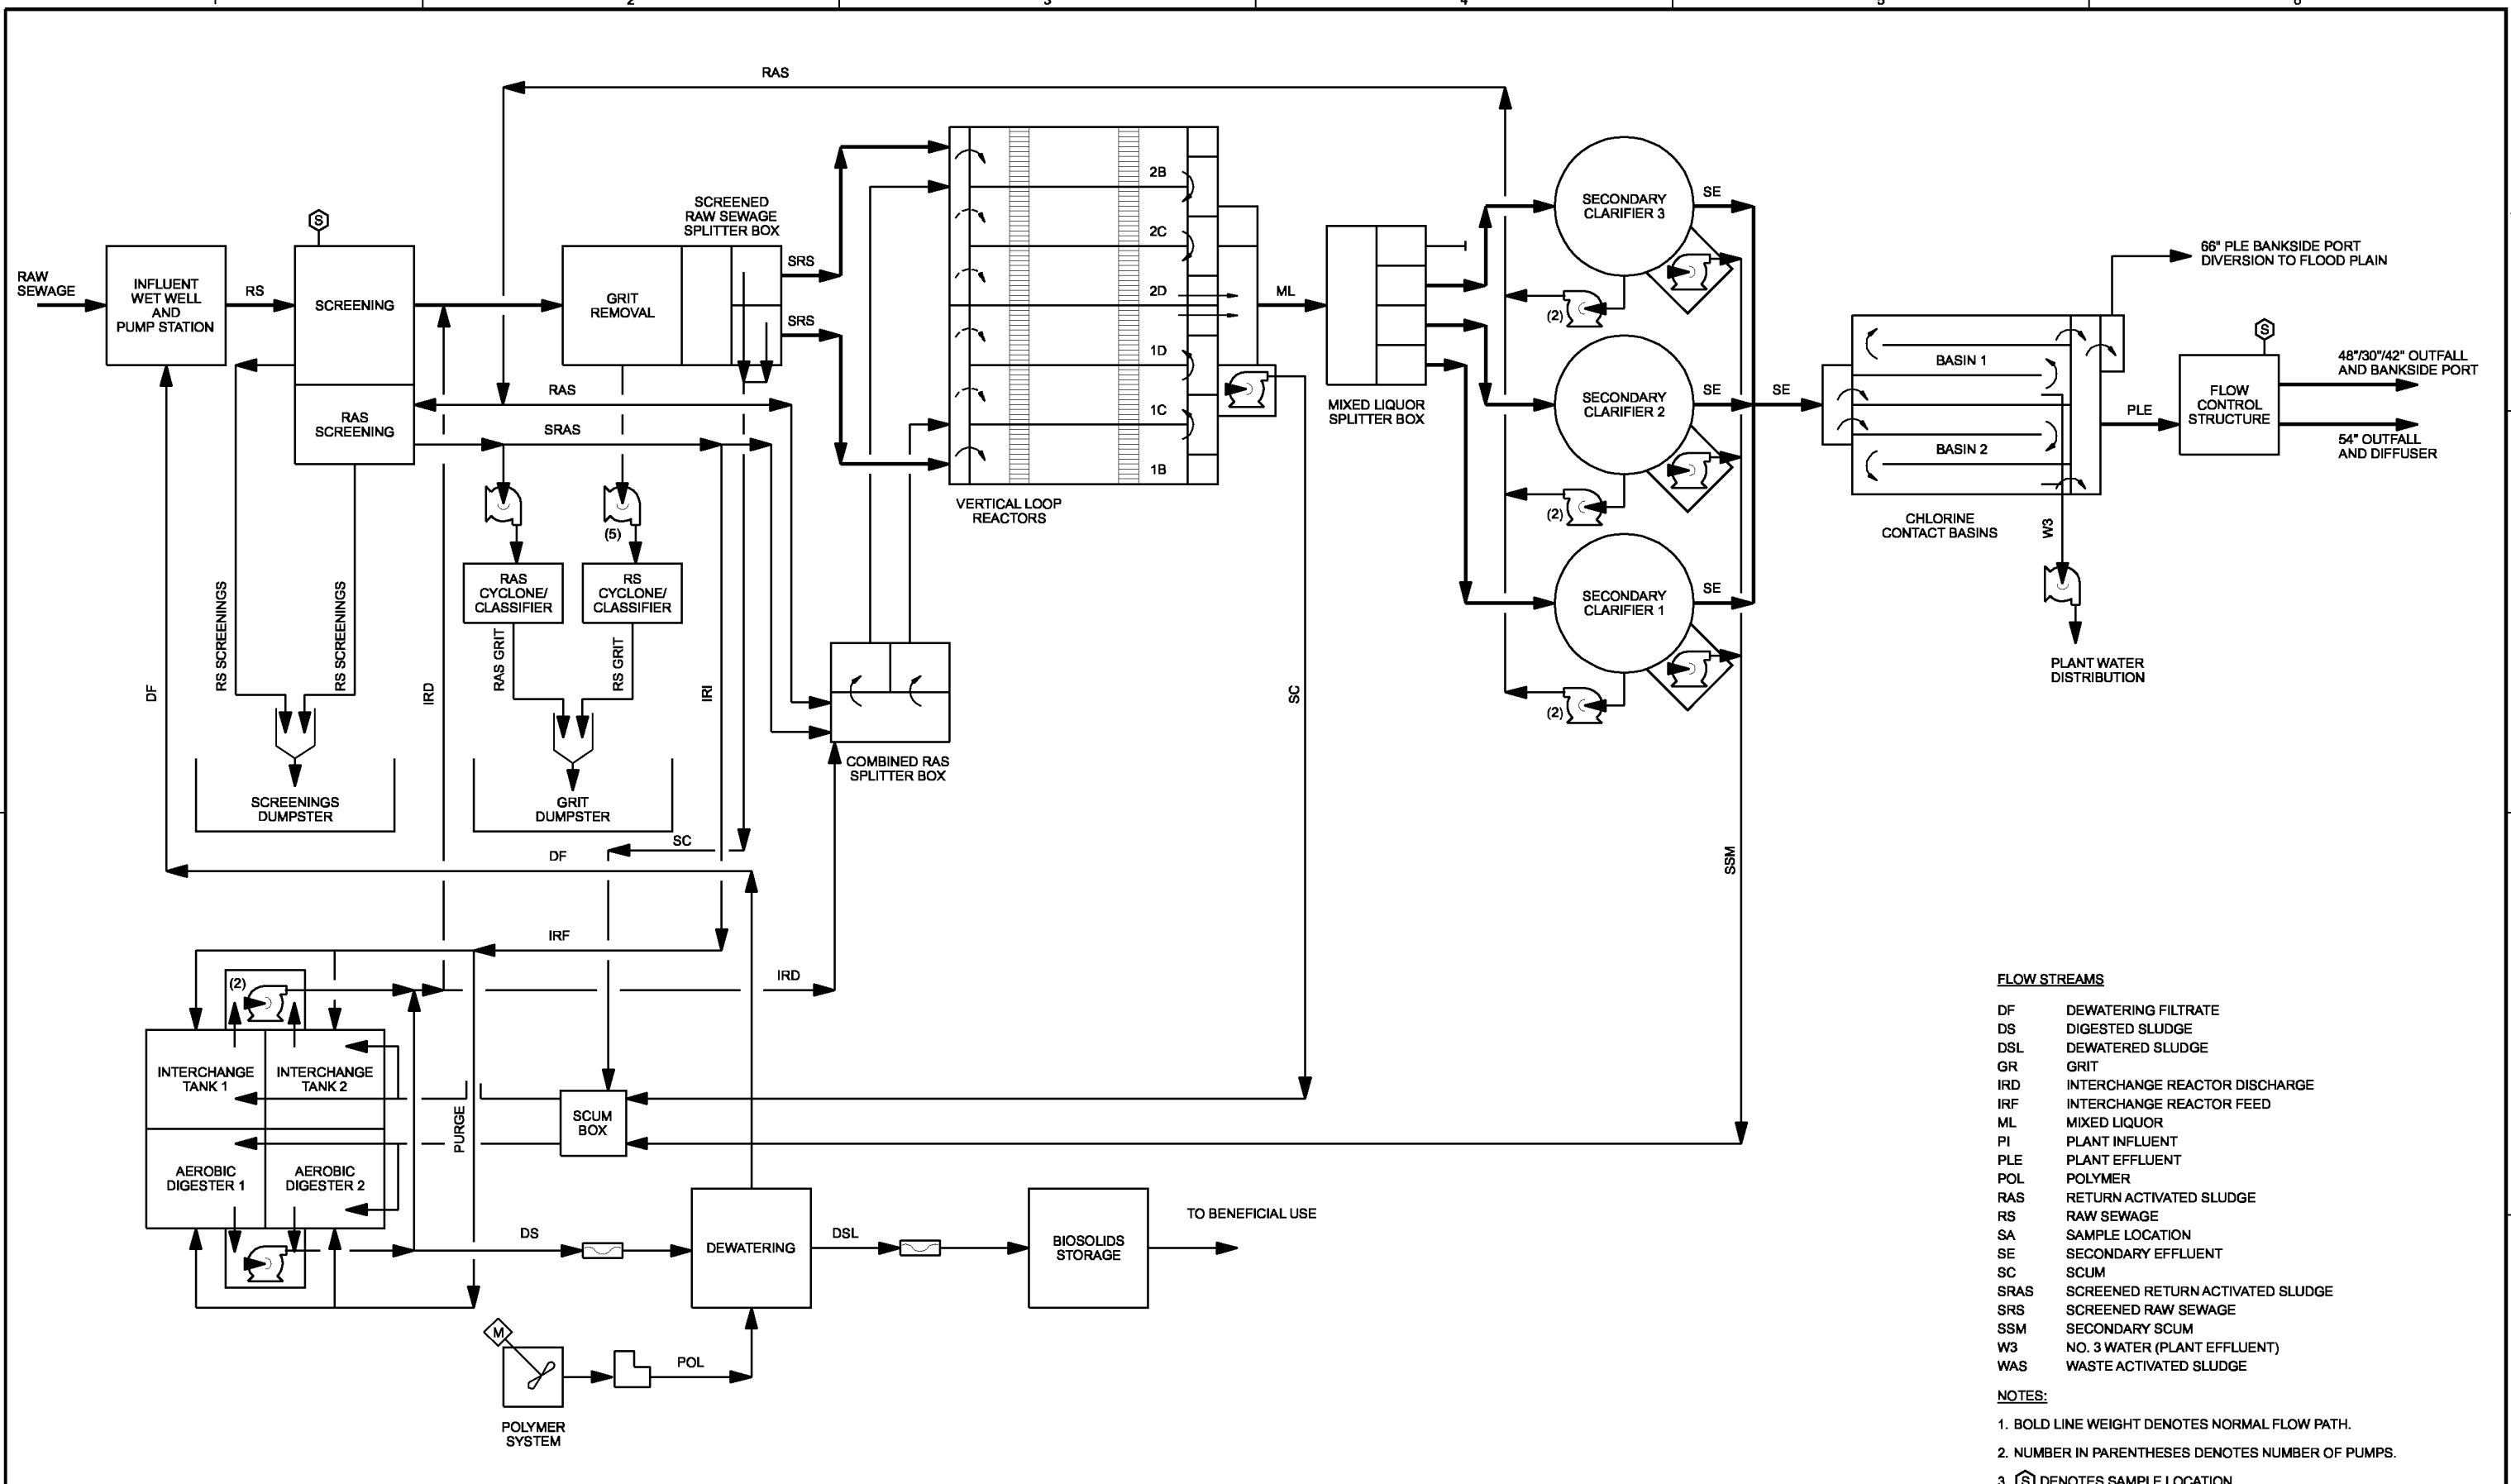 2
3
4
RAS
RAW
SEWAGE
INFLUENT
WET WELL
AND
PUMP STATION
RS
S
SCREENING
RAS
SCREENING
GRIT
REMOVAL
SCREENED
RAW SEWAGE
SPLITTER BOX
SRS
SRS
RAS
SRAS
2B
2C
2D
1D
1C
1B
VERTICAL LOOP
REACTORS
ML
MIXED LIQUOR
SPLITTER BOX
SECONDARY
CLARIFIER 3
SE
(2)
SECONDARY
CLARIFIER 2
SE
(2)
SECONDARY
CLARIFIER 1
SE
(2)
SE
BASIN 1
BASIN 2
CHLORINE
CONTACT BASINS
66" PLE BANKSIDE PORT
DIVERSION TO FLOOD PLAIN
PLE
S
FLOW
CONTROL
STRUCTURE
48"/30"/42" OUTFALL
AND BANKSIDE PORT
54" OUTFALL
AND DIFFUSER
W3
PLANT WATER
DISTRIBUTION
(5)
RAS
CYCLONE/
CLASSIFIER
RS
CYCLONE/
CLASSIFIER
DF
RS SCREENINGS
RS SCREENINGS
IRD
RAS GRIT
RS GRIT
IRI
SC
SSM
COMBINED RAS
SPLITTER BOX
SCREENINGS
DUMPSTER
GRIT
DUMPSTER
SC
DF
IRF
IRD
(2)
INTERCHANGE
TANK 1
INTERCHANGE
TANK 2
AEROBIC
DIGESTER 1
AEROBIC
DIGESTER 2
PURGE
SCUM
BOX
DS
DEWATERING
DSL
BIOSOLIDS
STORAGE
TO BENEFICIAL USE
M
POL
POLYMER
SYSTEM
FLOW STREAMS
DF DEWATERING FILTRATE
DS DIGESTED SLUDGE
DSL DEWATERED SLUDGE
GR GRIT
IRD INTERCHANGE REACTOR DISCHARGE
IRF INTERCHANGE REACTOR FEED
ML MIXED LIQUOR
PI PLANT INFLUENT
PLE PLANT EFFLUENT
POL POLYMER
RAS RETURN ACTIVATED SLUDGE
RS RAW SEWAGE
SA SAMPLE LOCATION
SE SECONDARY EFFLUENT
SC SCUM
SRAS SCREENED RETURN ACTIVATED SLUDGE
SRS SCREENED RAW SEWAGE
SSM SECONDARY SCUM
W3 NO. 3 WATER (PLANT EFFLUENT)
WAS WASTE ACTIVATED SLUDGE
NOTES:
1. BOLD LINE WEIGHT DENOTES NORMAL FLOW PATH.
2. NUMBER IN PARENTHESES DENOTES NUMBER OF PUMPS.
3. S DENOTES SAMPLE LOCATION